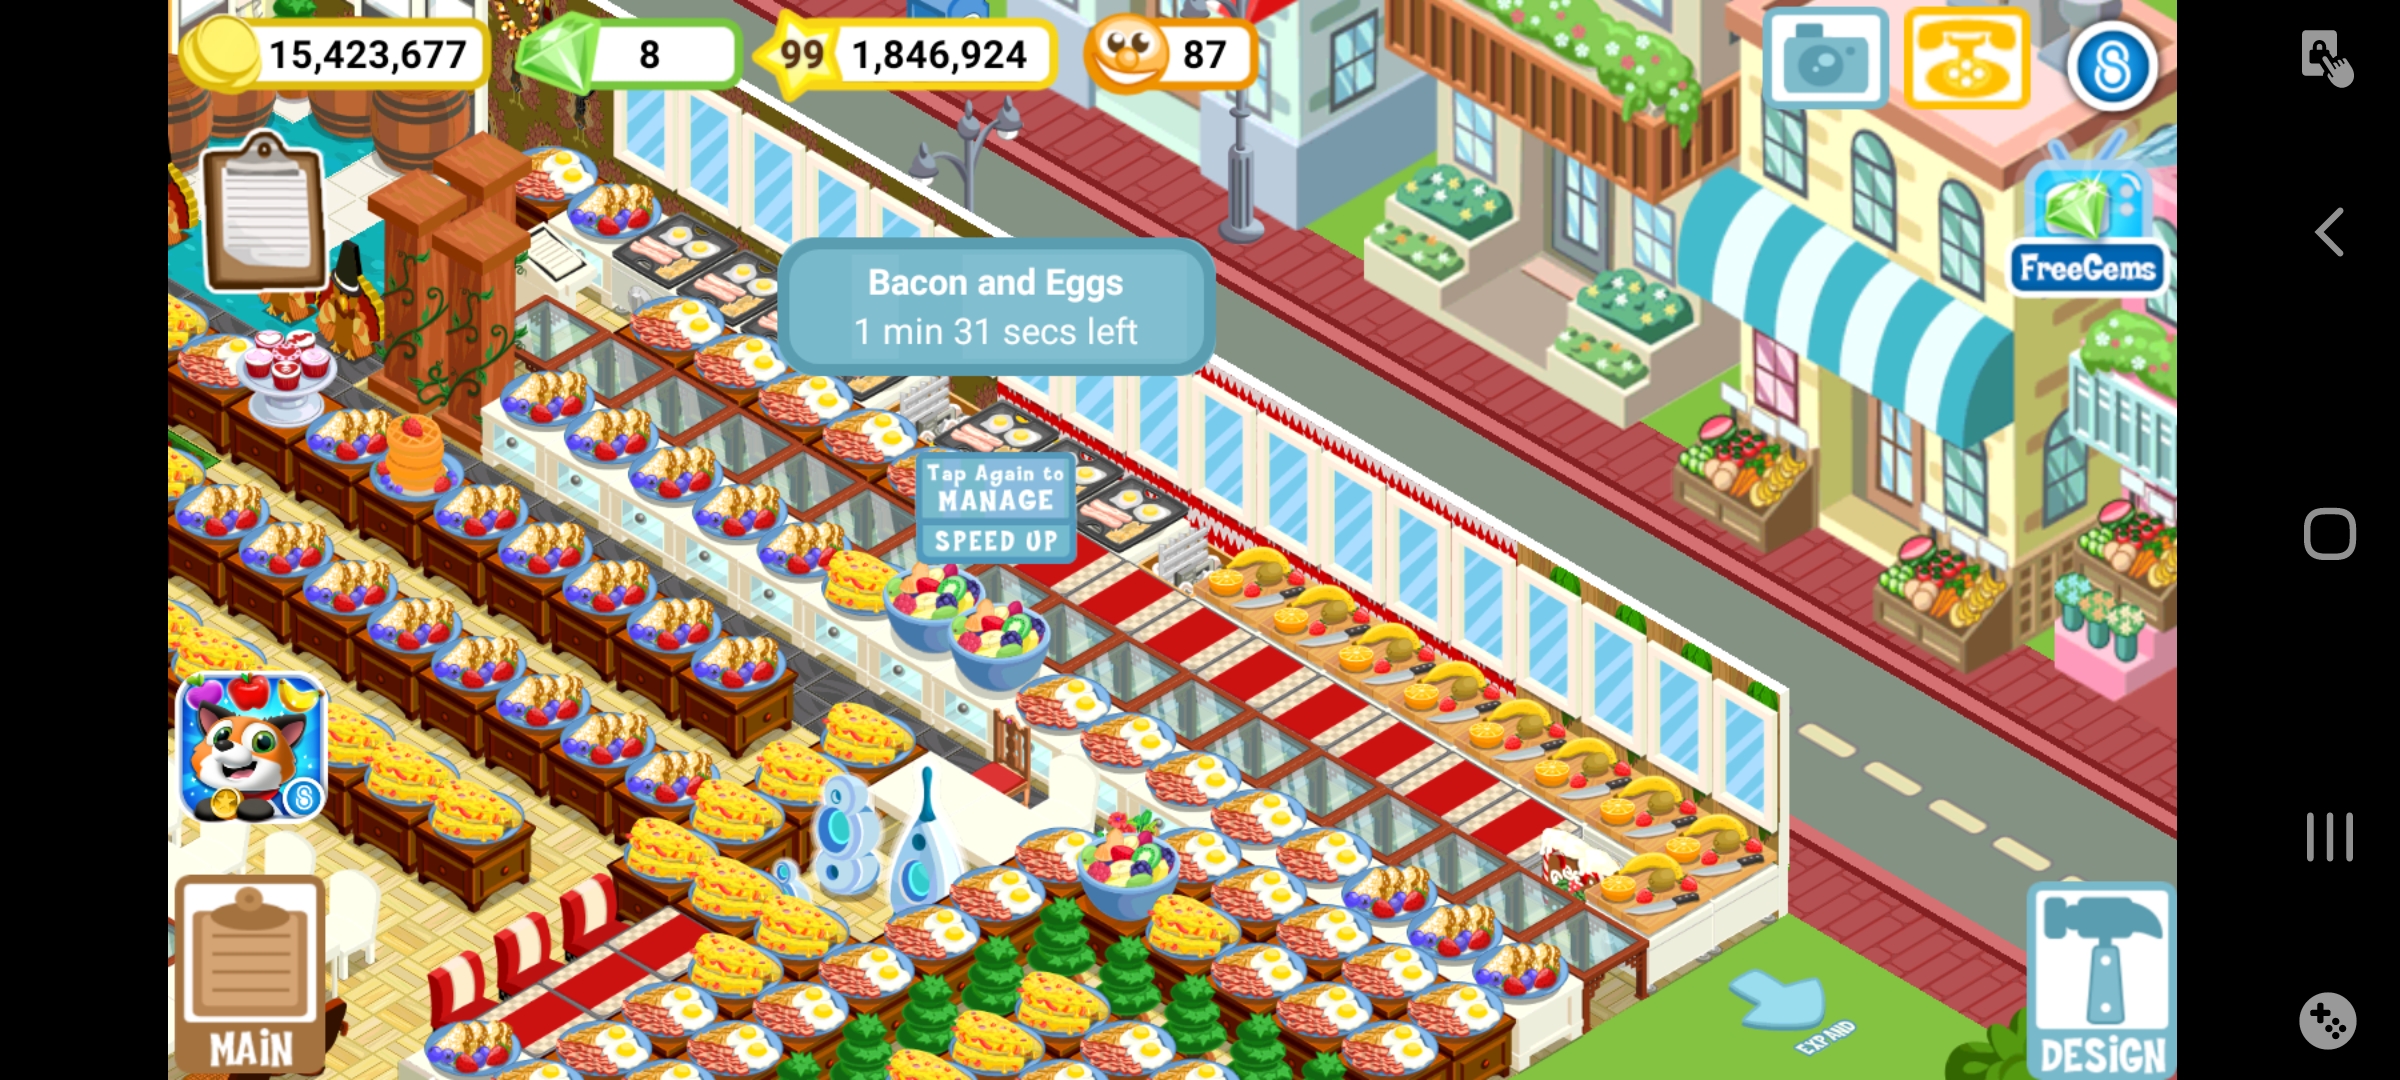 15,423,677
8
99
1,846,924
87
FreeGems
Bacon and Eggs
1 min 31 secs left
Tap Again to
MANAGE
SPEED UP
EXPAND
MAiN
DESiGN